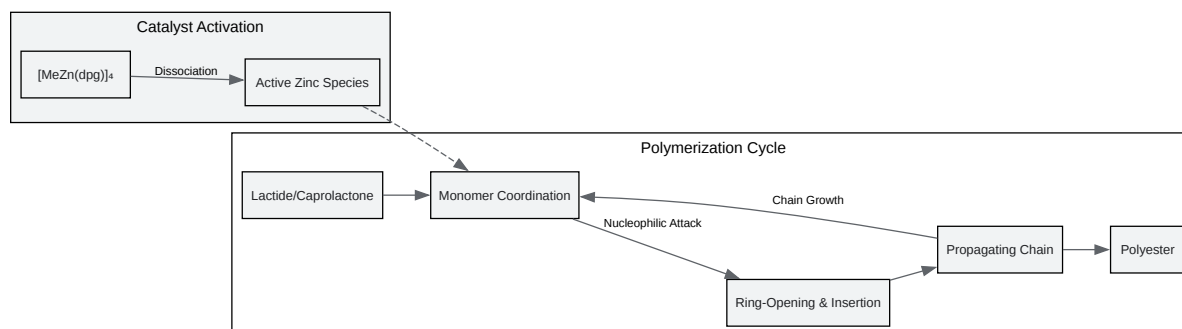 Catalyst Activation
[MeZn(dpg)]₄
Dissociation
Active Zinc Species
Polymerization Cycle
Lactide/Caprolactone
Monomer Coordination
Chain Growth
Nucleophilic Attack
Propagating Chain
Polyester
Ring-Opening & Insertion